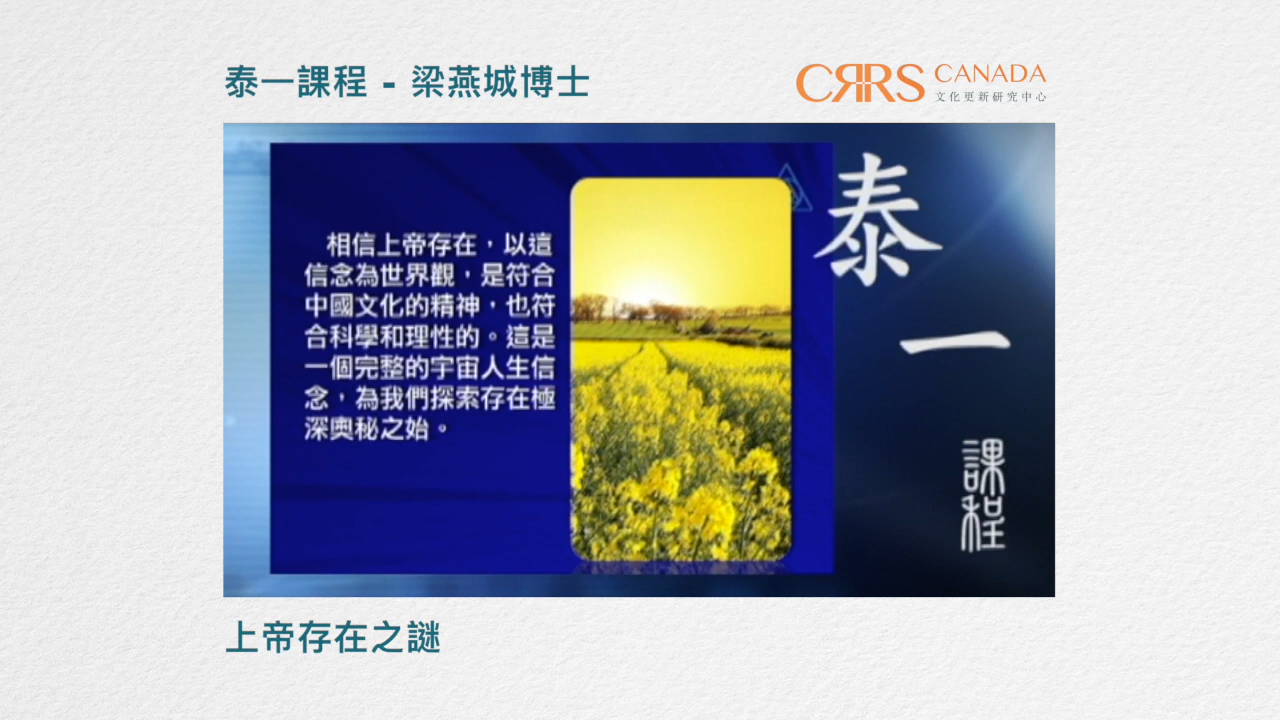 泰一課程 - 梁燕城博士
CRRS CANADA
文化更新研究中心
相信上帝存在，以這
信念為世界觀，是符合
中國文化的精神，也符
合科學和理性的。這是
一個完整的宇宙人生信
念，為我們探索存在極
深奧秘之始。
泰
一
課
程
上帝存在之謎